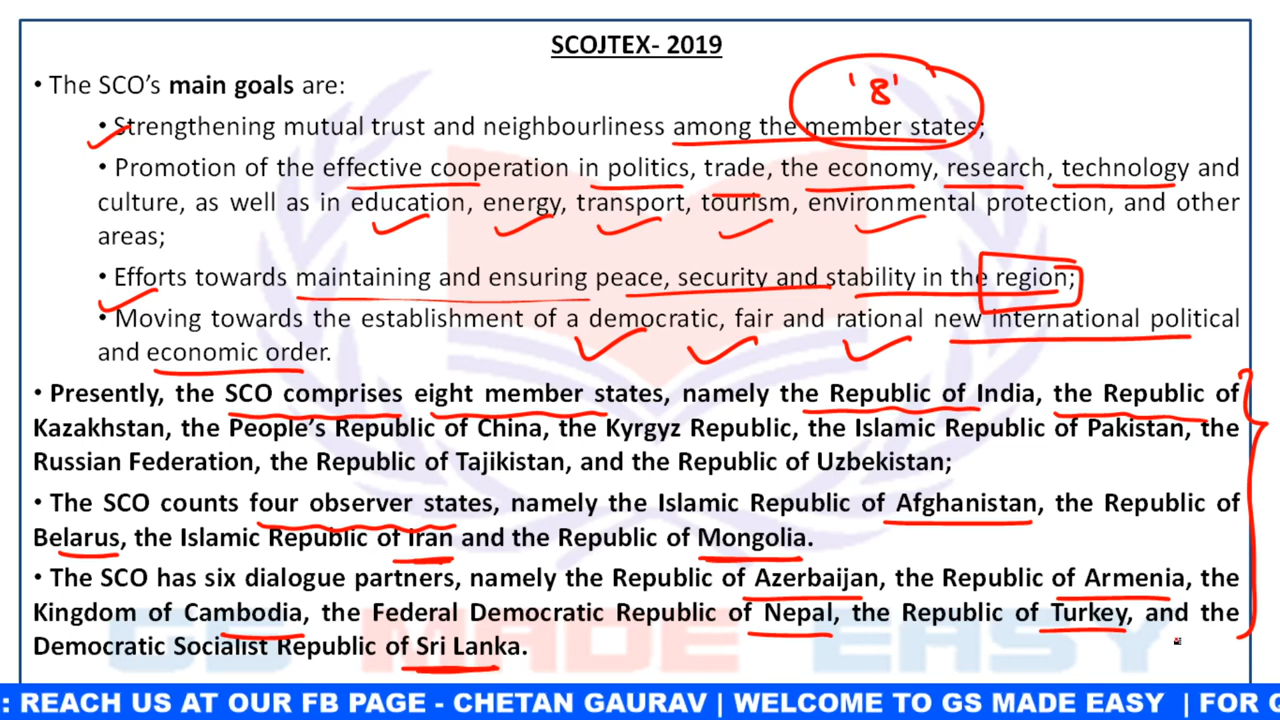 SCOJTEX- 2019
• The SCO's main goals are:
'8'
• Strengthening mutual trust and neighbourliness among the member states;
• Promotion of the effective cooperation in politics, trade, the economy, research, technology and
culture, as well as in education, energy, transport, tourism, environmental protection, and other
areas;
• Efforts towards maintaining and ensuring peace, security and stability in the region;
• Moving towards the establishment of a democratic, fair and rational new international political
and economic order.
• Presently, the SCO comprises eight member states, namely the Republic of India, the Republic of
Kazakhstan, the People's Republic of China, the Kyrgyz Republic, the Islamic Republic of Pakistan, the
Russian Federation, the Republic of Tajikistan, and the Republic of Uzbekistan;
• The SCO counts four observer states, namely the Islamic Republic of Afghanistan, the Republic of
Belarus, the Islamic Republic of Iran and the Republic of Mongolia.
• The SCO has six dialogue partners, namely the Republic of Azerbaijan, the Republic of Armenia, the
Kingdom of Cambodia, the Federal Democratic Republic of Nepal, the Republic of Turkey, and the
Democratic Socialist Republic of Sri Lanka.
GS MADE EASY
: REACH US AT OUR FB PAGE - CHETAN GAURAV | WELCOME TO GS MADE EASY | FOR